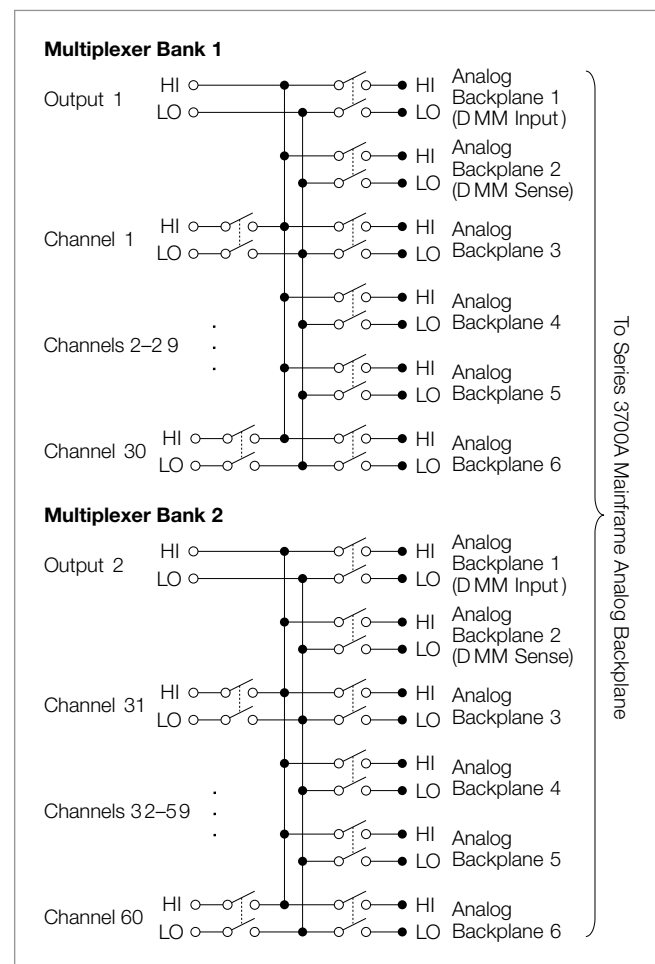 Multiplexer Bank 1
Output 1
HI
LO
HI
LO
Analog
Backplane 1
(DMM Input)
HI
LO
Analog
Backplane 2
(DMM Sense)
Channel 1
HI
LO
HI
LO
Analog
Backplane 3
HI
LO
Analog
Backplane 4
Channels 2–29
HI
LO
Analog
Backplane 5
Channel 30
HI
LO
HI
LO
Analog
Backplane 6
Multiplexer Bank 2
Output 2
HI
LO
HI
LO
Analog
Backplane 1
(DMM Input)
HI
LO
Analog
Backplane 2
(DMM Sense)
Channel 31
HI
LO
HI
LO
Analog
Backplane 3
HI
LO
Analog
Backplane 4
Channels 32–59
HI
LO
Analog
Backplane 5
Channel 60
HI
LO
HI
LO
Analog
Backplane 6
To Series 3700A Mainframe Analog Backplane